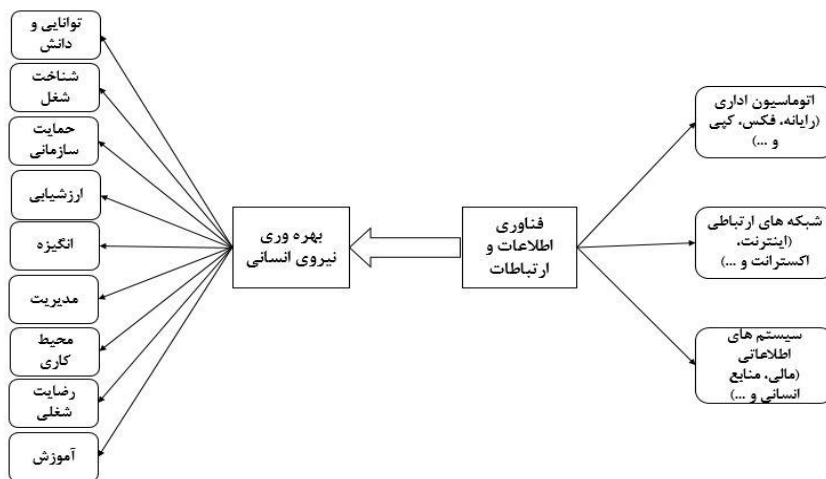 اتوماسیون اداری
(رایانه، فکس، کپی
و ...)
شبکه های ارتباطی
(اینترنت،
اکسترانت و ...)
سیستم های
اطلاعاتی
(مالی، منابع
انسانی و ...)
فناوری
اطلاعات و
ارتباطات
بهره وری
نیروی انسانی
توانایی و
دانش
شناخت
شغل
حمایت
سازمانی
ارزشیابی
انگیزه
مدیریت
محیط
کاری
رضایت
شغلی
آموزش